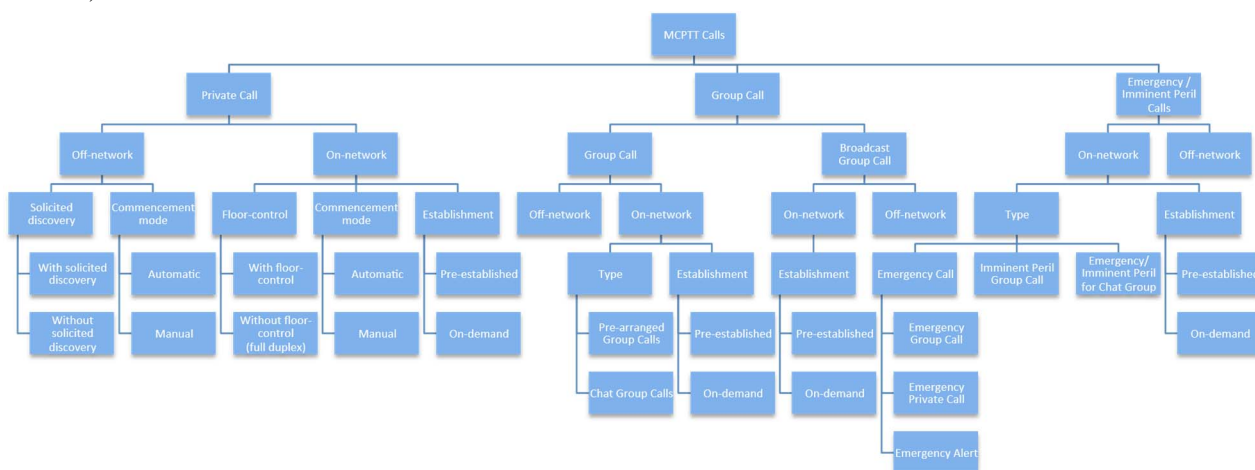 MCPTT Calls
Private Call
Group Call
Emergency /
Imminent Peril
Calls
Off-network
On-network
Group Call
Broadcast
Group Call
On-network
Off-network
Solicited
discovery
Commencement
mode
Floor-control
Commencement
mode
Establishment
Off-network
On-network
On-network
Off-network
Type
Establishment
With solicited
discovery
Automatic
With floor-
control
Automatic
Pre-established
Type
Establishment
Establishment
Emergency Call
Imminent Peril
Group Call
Emergency/
Imminent Peril
for Chat Group
Pre-established
Without solicited
discovery
Manual
Without floor-
control
(full duplex)
Manual
On-demand
Pre-arranged
Group Calls
Pre-established
Pre-established
Emergency
Group Call
On-demand
Chat Group Calls
On-demand
On-demand
Emergency
Private Call
Emergency Alert